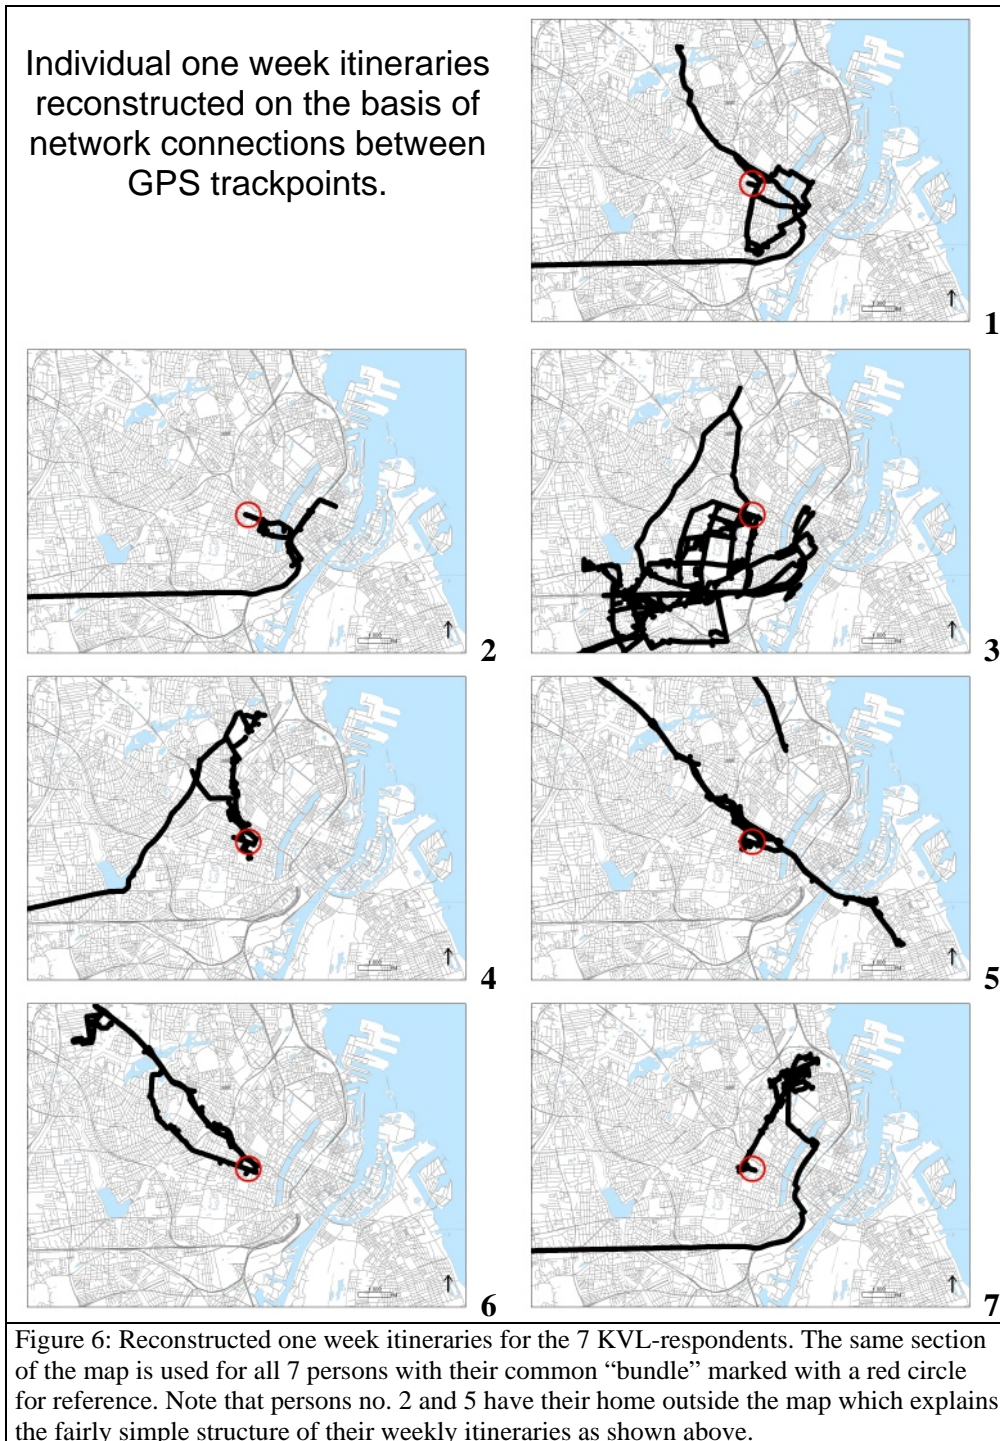 Individual one week itineraries
reconstructed on the basis of
network connections between
GPS trackpoints.
1
2
3
4
5
6
7
Figure 6: Reconstructed one week itineraries for the 7 KVL-respondents. The same section
of the map is used for all 7 persons with their common “bundle” marked with a red circle
for reference. Note that persons no. 2 and 5 have their home outside the map which explains
the fairly simple structure of their weekly itineraries as shown above.